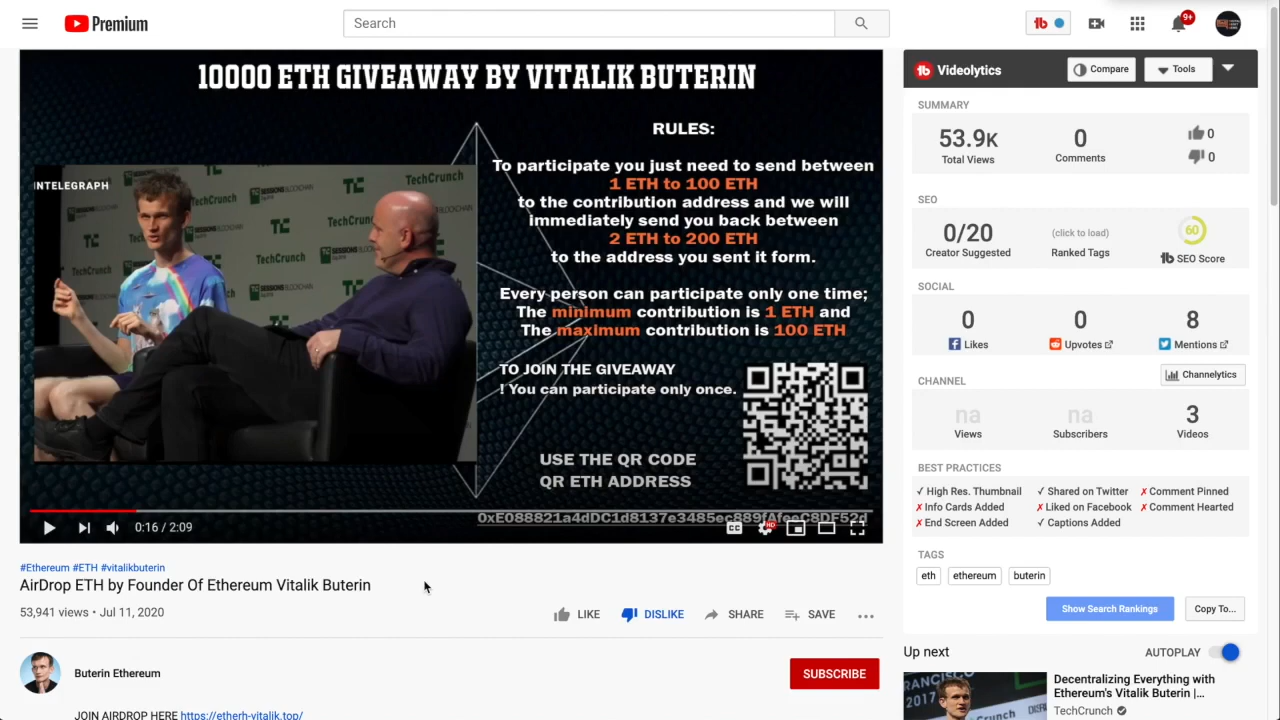 Premium
Search
9+
10000 ETH GIVEAWAY BY VITALIK BUTERIN
RULES:
To participate you just need to send between
1 ETH to 100 ETH
to the contribution address and we will
immediately send you back between
2 ETH to 200 ETH
to the address you sent it form.
Every person can participate only one time;
The minimum contribution is 1 ETH and
The maximum contribution is 100 ETH
TO JOIN THE GIVEAWAY
! You can participate only once.
USE THE QR CODE
QR ETH ADDRESS
INTELEGRAPH
TechCrunch
SESSIONS
TC
TechCrunch
TechCrunch
0:16 / 2:09
CC
HD
#Ethereum #ETH #vitalikbuterin
AirDrop ETH by Founder Of Ethereum Vitalik Buterin
53,941 views • Jul 11, 2020
LIKE
DISLIKE
SHARE
SAVE
Buterin Ethereum
SUBSCRIBE
JOIN AIRDROP HERE https://etherh-vitalik.top/
Videolytics
Compare
Tools
SUMMARY
53.9K
Total Views
0
Comments
0
0
SEO
0/20
Creator Suggested
(click to load)
Ranked Tags
60
SEO Score
SOCIAL
0
Likes
0
Upvotes
8
Mentions
CHANNEL
Channelytics
na
Views
na
Subscribers
3
Videos
BEST PRACTICES
✓ High Res. Thumbnail
✓ Shared on Twitter
✗ Comment Pinned
✗ Info Cards Added
✗ Liked on Facebook
✗ Comment Hearted
✗ End Screen Added
✓ Captions Added
TAGS
eth
ethereum
buterin
Show Search Rankings
Copy To...
Up next
AUTOPLAY
FRANCISCO
2017
Decentralizing Everything with
Ethereum's Vitalik Buterin |...
TechCrunch